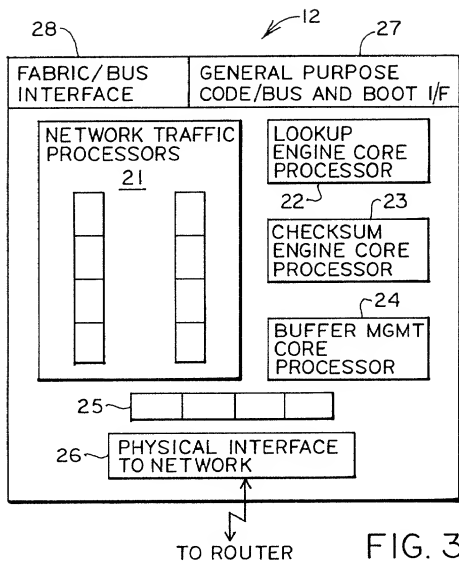 12
28
27
FABRIC/BUS
INTERFACE
GENERAL PURPOSE
CODE/BUS AND BOOT I/F
NETWORK TRAFFIC
PROCESSORS
21
LOOKUP
ENGINE CORE
PROCESSOR
22
23
CHECKSUM
ENGINE CORE
PROCESSOR
24
BUFFER MGMT
CORE
PROCESSOR
25
26
PHYSICAL INTERFACE
TO NETWORK
TO ROUTER
FIG. 3